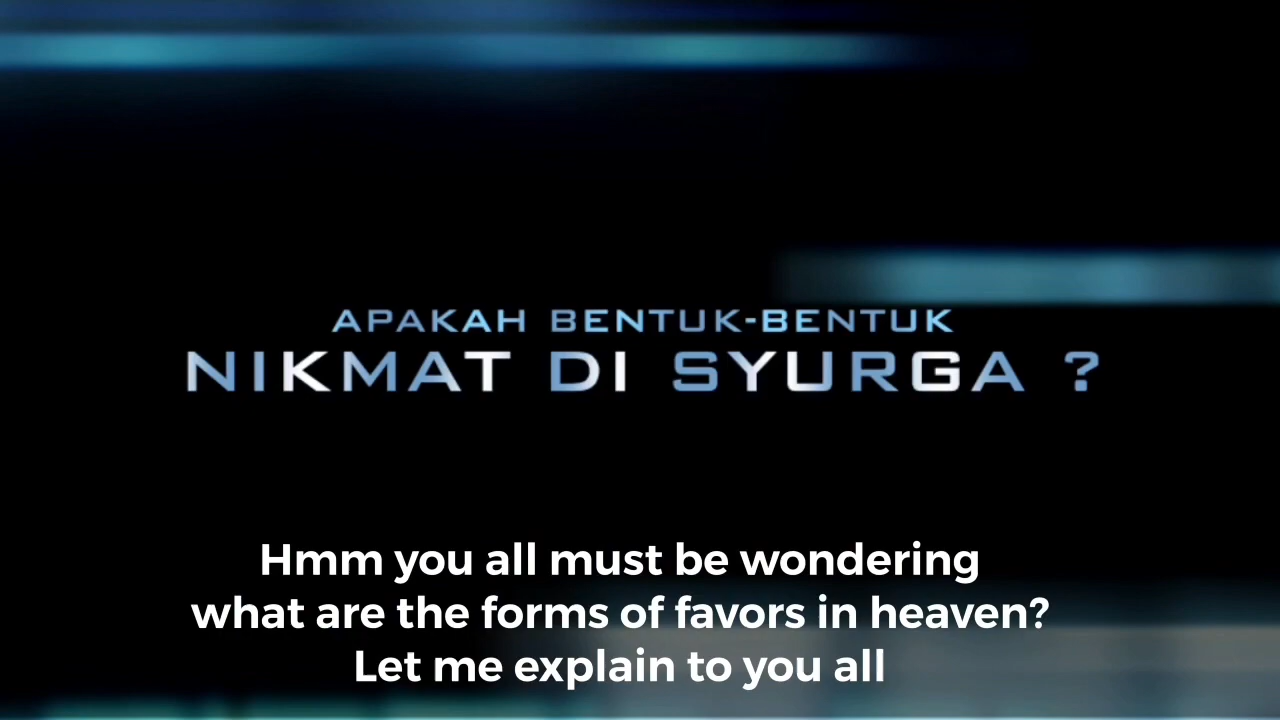 APAKAH BENTUK-BENTUK
NIKMAT DI SYURGA ?
Hmm you all must be wondering
what are the forms of favors in heaven?
Let me explain to you all